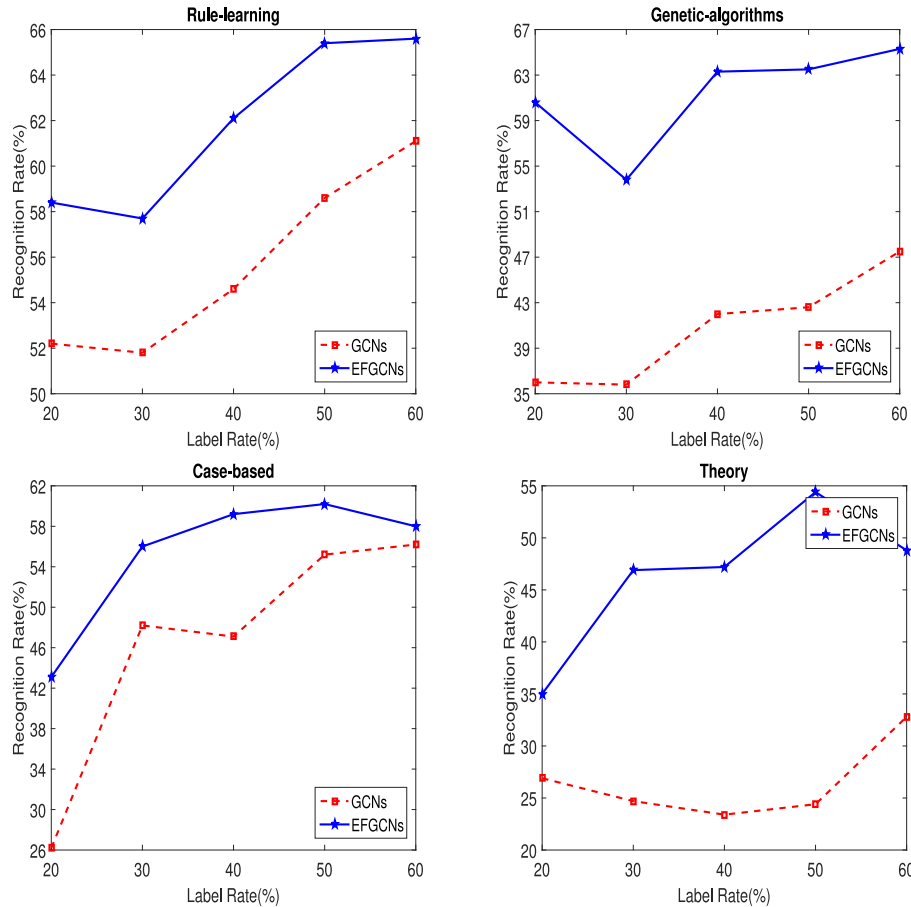 Rule-learning
66
64
62
60
58
56
54
52
50
20
30
40
50
60
Recognition Rate(%)
Label Rate(%)
GCNs
EFGCNs
Genetic-algorithms
67
63
59
55
51
47
43
39
35
20
30
40
50
60
Recognition Rate(%)
Label Rate(%)
GCNs
EFGCNs
Case-based
62
58
54
50
46
42
38
34
30
26
20
30
40
50
60
Recognition Rate(%)
Label Rate(%)
GCNs
EFGCNs
Theory
55
50
45
40
35
30
25
20
20
30
40
50
60
Recognition Rate(%)
Label Rate(%)
GCNs
EFGCNs